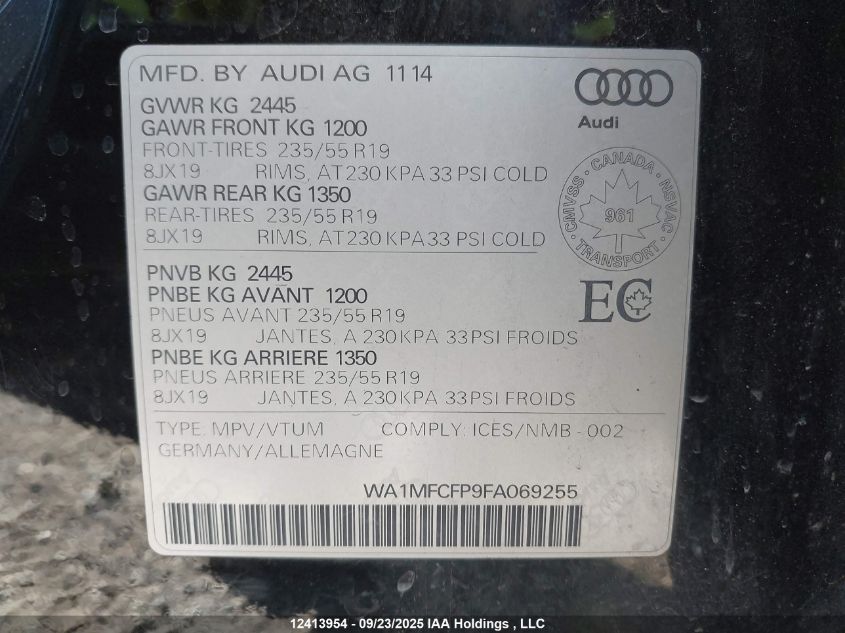 MFD. BY AUDI AG 11 14
GVWR KG 2445
GAWR FRONT KG 1200
FRONT-TIRES 235/55 R19
8JX19 RIMS, AT 230 KPA 33 PSI COLD
GAWR REAR KG 1350
REAR-TIRES 235/55 R19
8JX19 RIMS, AT 230 KPA 33 PSI COLD
Audi
CANADA
CMVSS NSVAC
961
TRANSPORT
EC
PNVB KG 2445
PNBE KG AVANT 1200
PNEUS AVANT 235/55 R19
8JX19 JANTES, A 230 KPA 33 PSI FROIDS
PNBE KG ARRIERE 1350
PNEUS ARRIERE 235/55 R19
8JX19 JANTES, A 230 KPA 33 PSI FROIDS
TYPE: MPV/VTUM COMPLY: ICES/NMB - 002
GERMANY/ALLEMAGNE
WA1MFCFP9FA069255
12413954 - 09/23/2025 IAA Holdings , LLC